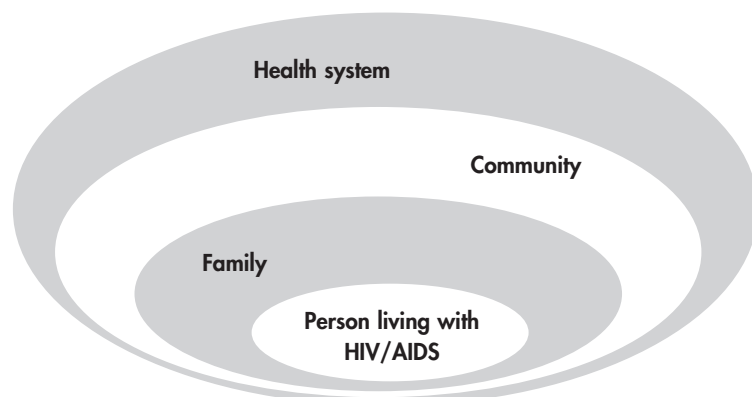 Health system
Community
Family
Person living with
HIV/AIDS